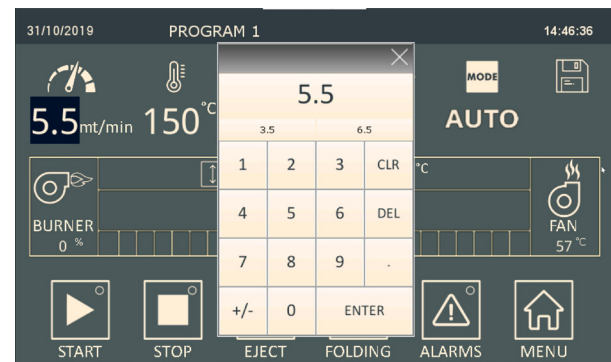 31/10/2019 PROGRAM 1 14:46:36
5.5
MODE
5.5 mt/min 150 °C AUTO
3.5 6.5
1 2 3 CLR
°C
4 5 6 DEL
BURNER FAN
0 % 57 °C
7 8 9 .
+/- 0 ENTER
START STOP EJECT FOLDING ALARMS MENU